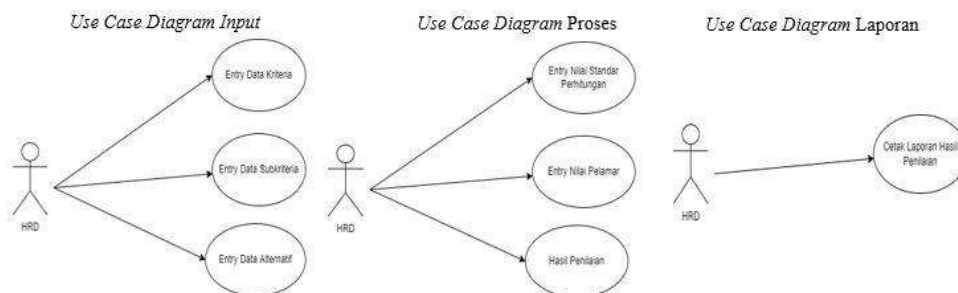 Use Case Diagram Input
Entry Data Kriteria
Entry Data Subkriteria
Entry Data Alternatif
HRD
Use Case Diagram Proses
Entry Nilai Standar
Perhitungan
Entry Nilai Pelamar
Hasil Penilaian
HRD
Use Case Diagram Laporan
Cetak Laporan Hasil
Penilaian
HRD